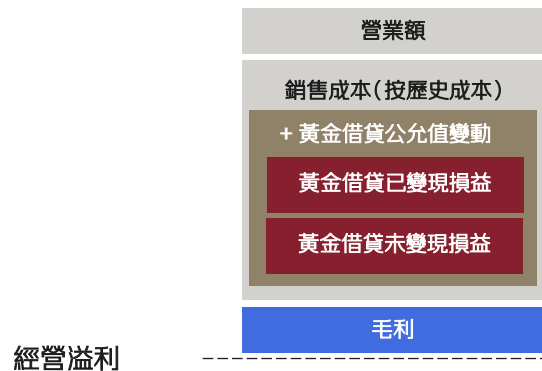 營業額
銷售成本（按歷史成本）
+ 黃金借貸公允值變動
黃金借貸已變現損益
黃金借貸未變現損益
毛利
經營溢利